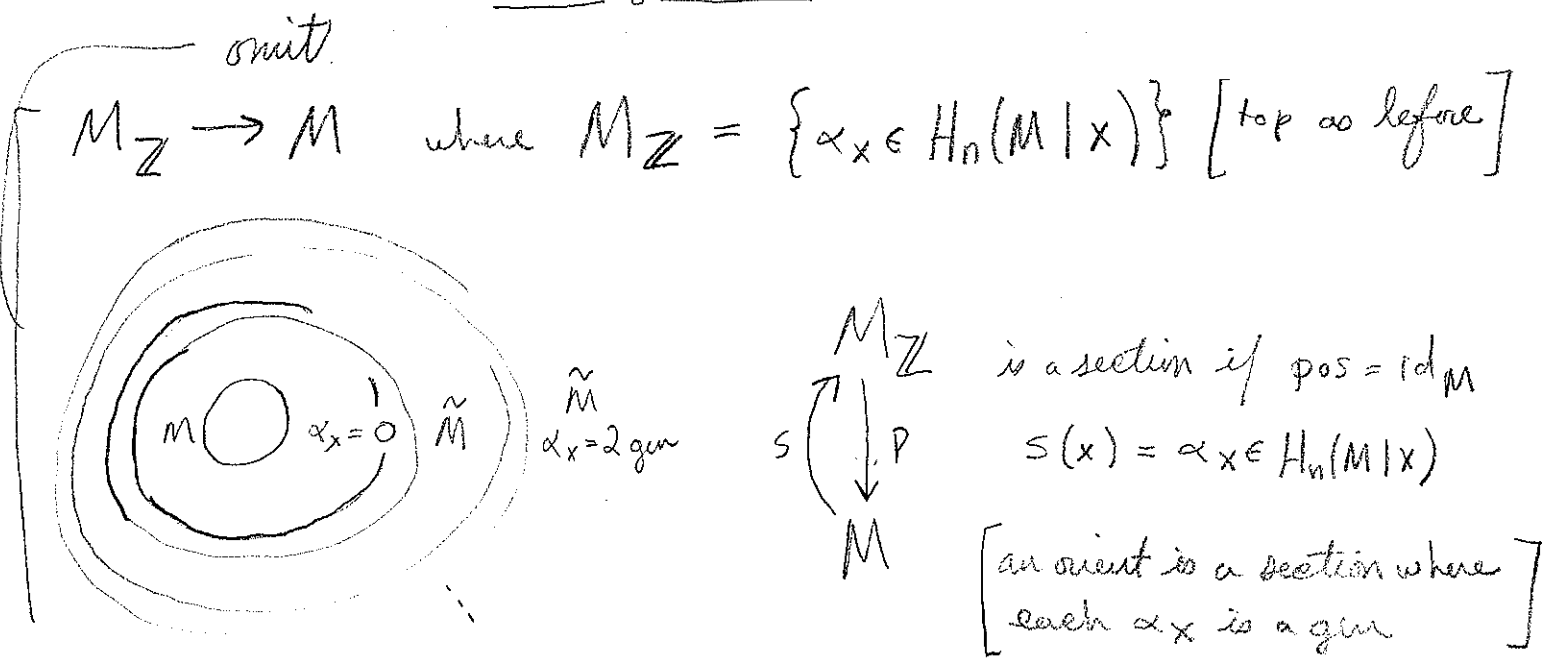 omit.
M_ℤ → M where M_ℤ = {α_x ∈ H_n(M | x)} [top as before]
M α_x = 0 M̃ M̃ α_x = 2 gen
M_ℤ is a section if pos = id_M
S P S(x) = α_x ∈ H_n(M | x)
M [an orient is a section where
each α_x is a gen]